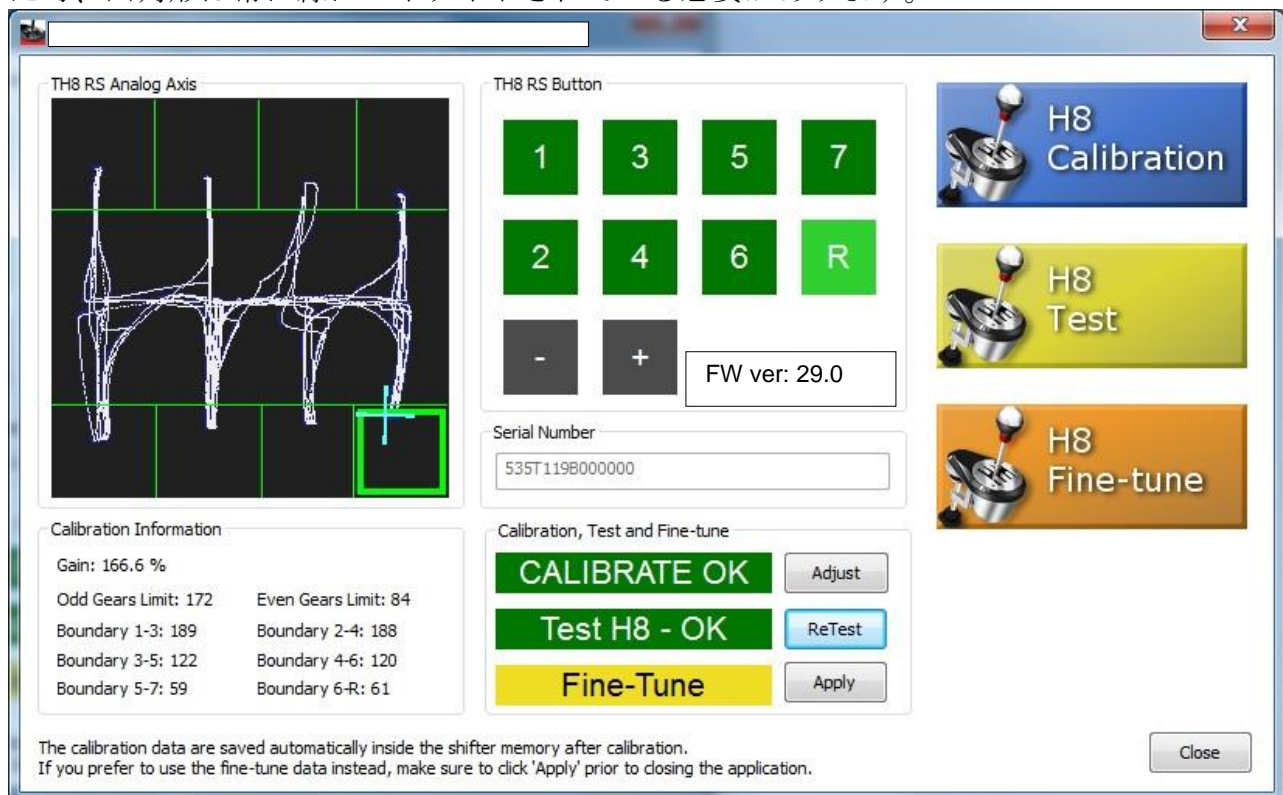 TH8 RS Analog Axis
TH8 RS Button
1 3 5 7
2 4 6 R
- +
FW ver: 29.0
Serial Number
535T119B000000
H8
Calibration
H8
Test
H8
Fine-tune
Calibration Information
Gain: 166.6 %
Odd Gears Limit: 172 Even Gears Limit: 84
Boundary 1-3: 189 Boundary 2-4: 188
Boundary 3-5: 122 Boundary 4-6: 120
Boundary 5-7: 59 Boundary 6-R: 61
Calibration, Test and Fine-tune
CALIBRATE OK Adjust
Test H8 - OK ReTest
Fine-Tune Apply
The calibration data are saved automatically inside the shifter memory after calibration.
If you prefer to use the fine-tune data instead, make sure to click 'Apply' prior to closing the application.
Close